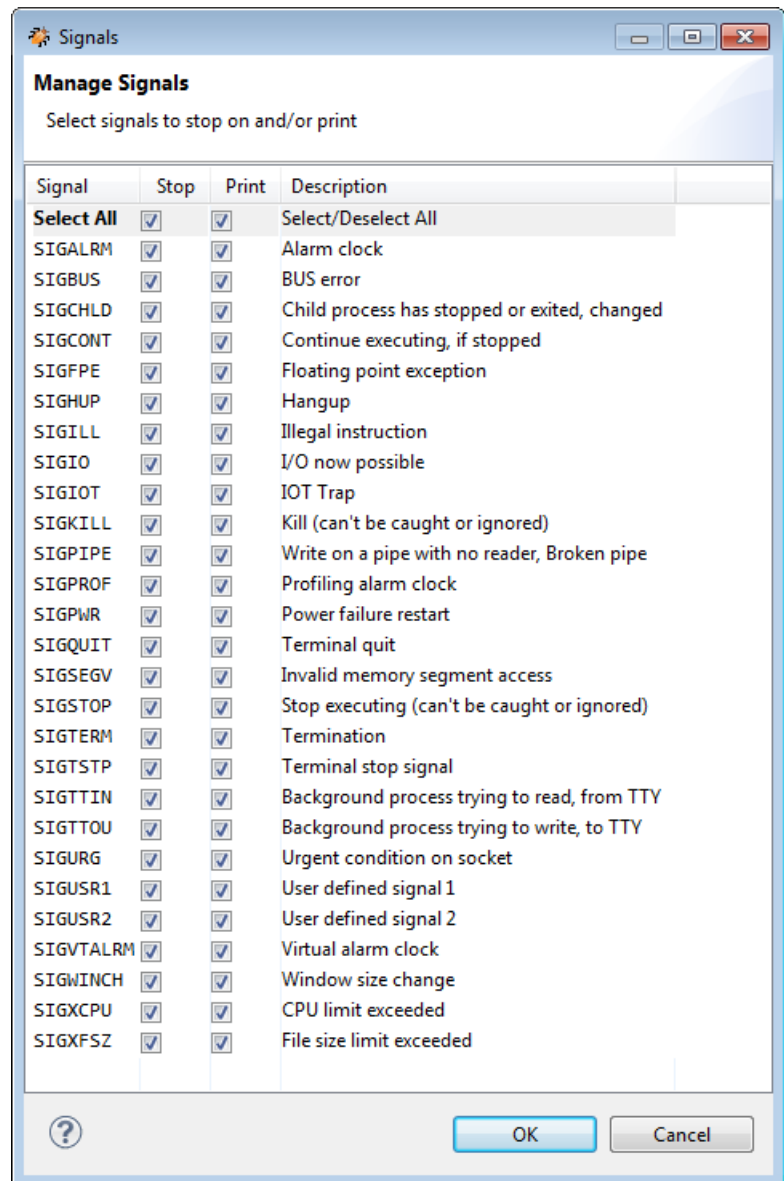 Signals
Manage Signals
Select signals to stop on and/or print
Signal Stop Print Description
Select All Select/Deselect All
SIGALRM Alarm clock
SIGBUS BUS error
SIGCHLD Child process has stopped or exited, changed
SIGCONT Continue executing, if stopped
SIGFPE Floating point exception
SIGHUP Hangup
SIGILL Illegal instruction
SIGIO I/O now possible
SIGIOT IOT Trap
SIGKILL Kill (can't be caught or ignored)
SIGPIPE Write on a pipe with no reader, Broken pipe
SIGPROF Profiling alarm clock
SIGPWR Power failure restart
SIGQUIT Terminal quit
SIGSEGV Invalid memory segment access
SIGSTOP Stop executing (can't be caught or ignored)
SIGTERM Termination
SIGTSTP Terminal stop signal
SIGTTIN Background process trying to read, from TTY
SIGTTOU Background process trying to write, to TTY
SIGURG Urgent condition on socket
SIGUSR1 User defined signal 1
SIGUSR2 User defined signal 2
SIGVTALRM Virtual alarm clock
SIGWINCH Window size change
SIGXCPU CPU limit exceeded
SIGXFSZ File size limit exceeded
? OK Cancel